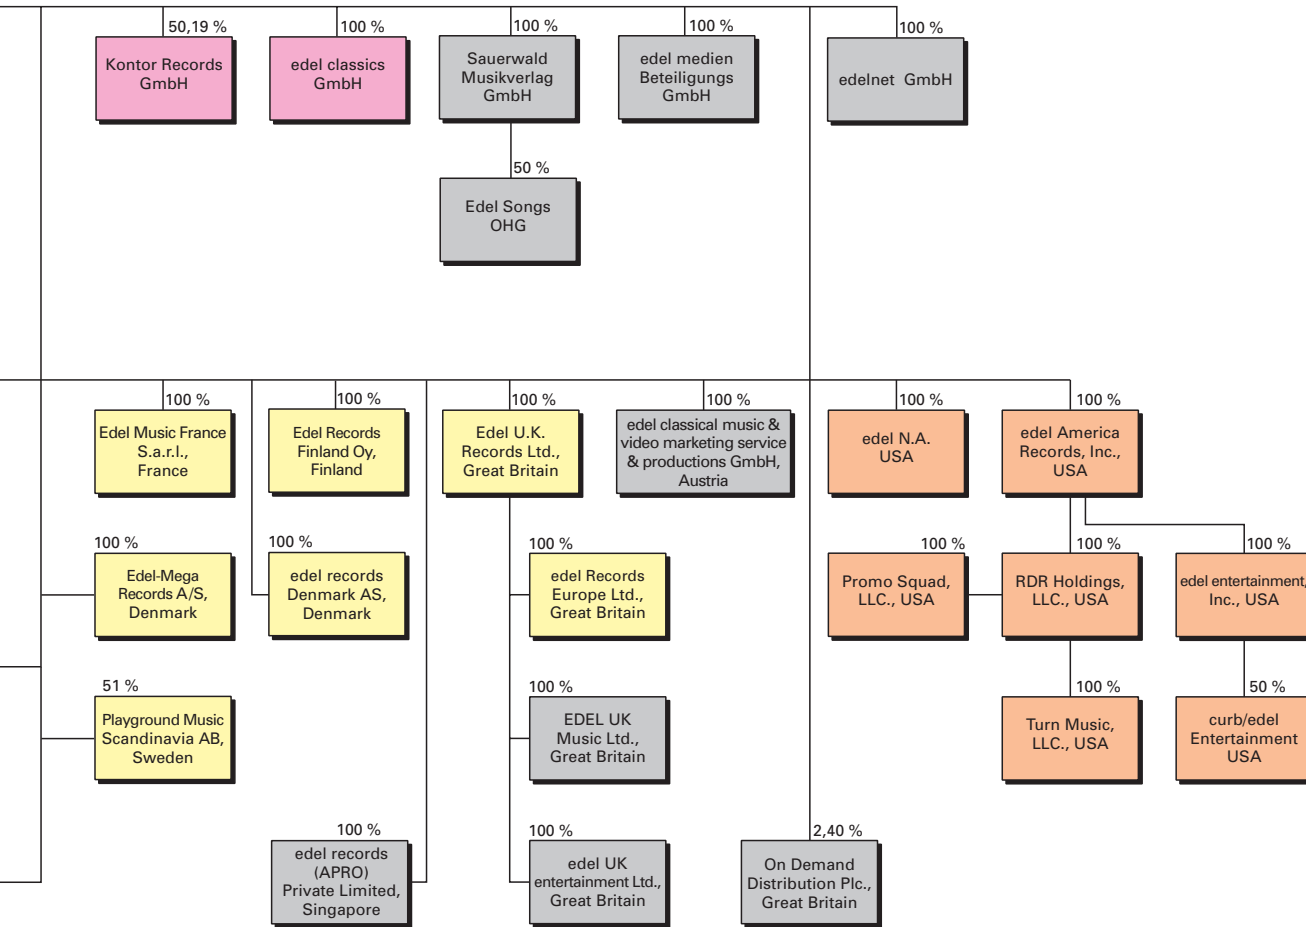 50,19 %
Kontor Records
GmbH
100 %
edel classics
GmbH
100 %
Sauerwald
Musikverlag
GmbH
100 %
edel medien
Beteiligungs
GmbH
100 %
edelnet GmbH
50 %
Edel Songs
OHG
100 %
Edel Music France
S.a.r.l.,
France
100 %
Edel Records
Finland Oy,
Finland
100 %
Edel U.K.
Records Ltd.,
Great Britain
100 %
edel classical music &
video marketing service
& productions GmbH,
Austria
100 %
edel N.A.
USA
100 %
edel America
Records, Inc.,
USA
100 %
Edel-Mega
Records A/S,
Denmark
100 %
edel records
Denmark AS,
Denmark
100 %
edel Records
Europe Ltd.,
Great Britain
100 %
Promo Squad,
LLC., USA
100 %
RDR Holdings,
LLC., USA
100 %
edel entertainment,
Inc., USA
51 %
Playground Music
Scandinavia AB,
Sweden
100 %
EDEL UK
Music Ltd.,
Great Britain
100 %
Turn Music,
LLC., USA
50 %
curb/edel
Entertainment
USA
100 %
edel records
(APRO)
Private Limited,
Singapore
100 %
edel UK
entertainment Ltd.,
Great Britain
2,40 %
On Demand
Distribution Plc.,
Great Britain